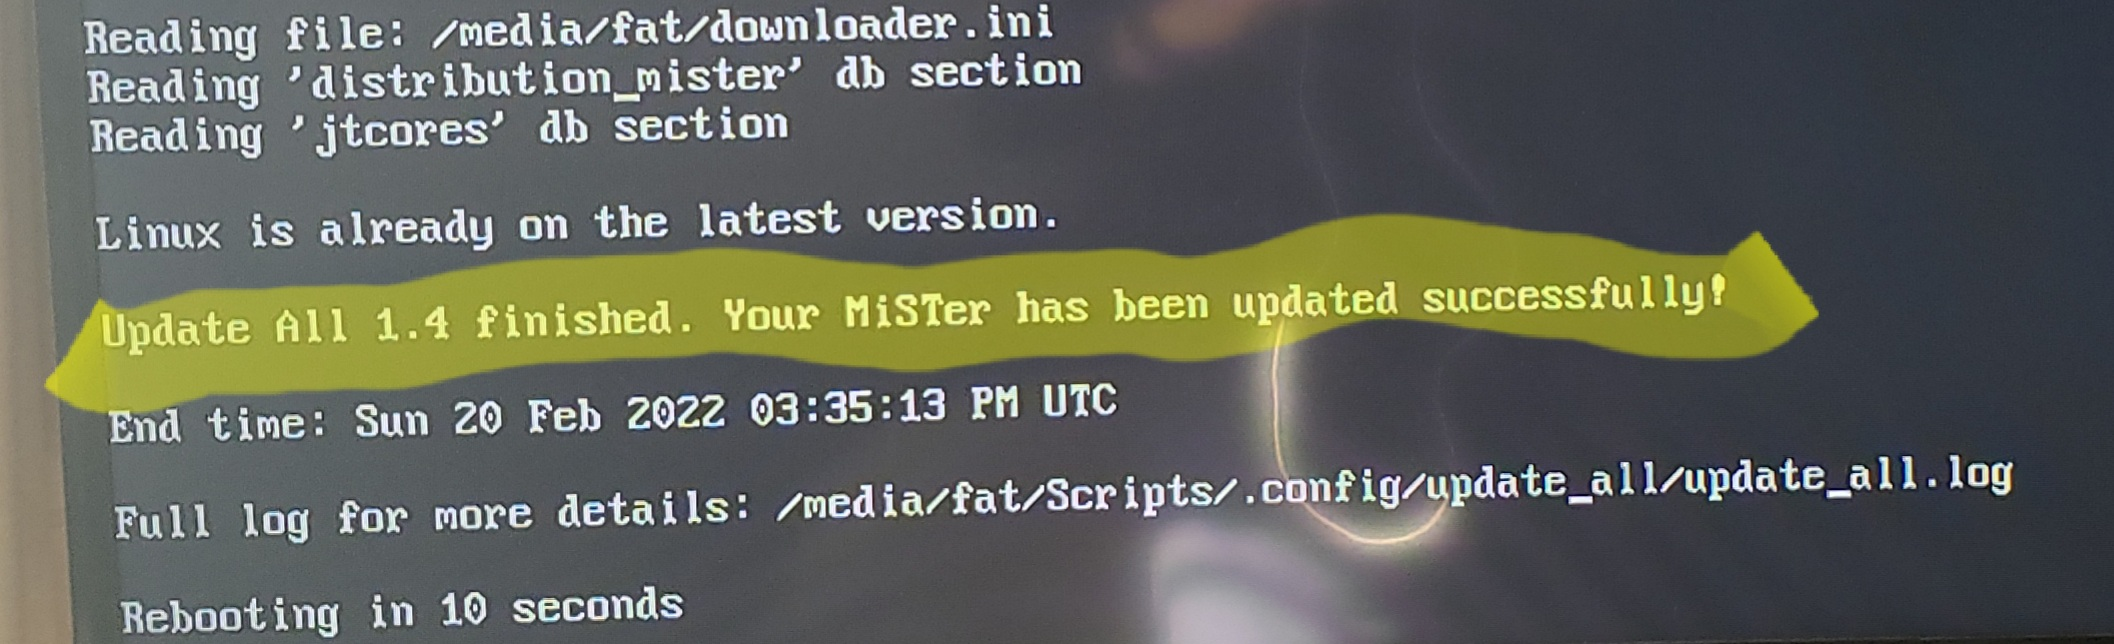 Reading file: /media/fat/downloader.ini
Reading 'distribution_mister' db section
Reading 'jtcores' db section
Linux is already on the latest version.
Update All 1.4 finished. Your MiSTer has been updated successfully!
End time: Sun 20 Feb 2022 03:35:13 PM UTC
Full log for more details: /media/fat/Scripts/.config/update_all/update_all.log
Rebooting in 10 seconds